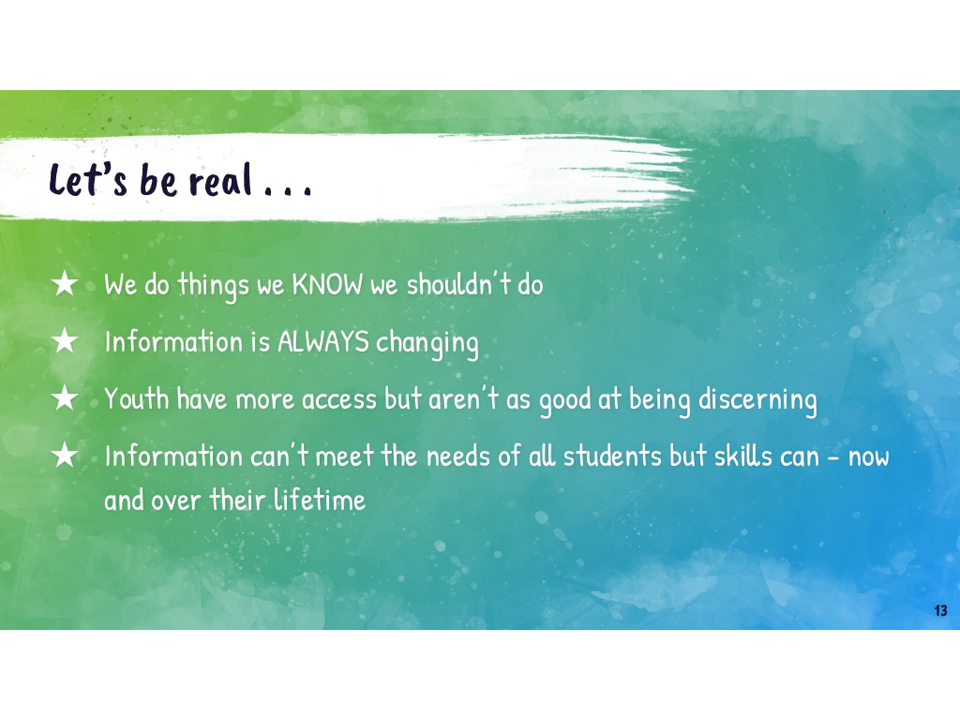 Let's be real . . .
★ We do things we KNOW we shouldn't do
★ Information is ALWAYS changing
★ Youth have more access but aren't as good at being discerning
★ Information can't meet the needs of all students but skills can – now
and over their lifetime
13